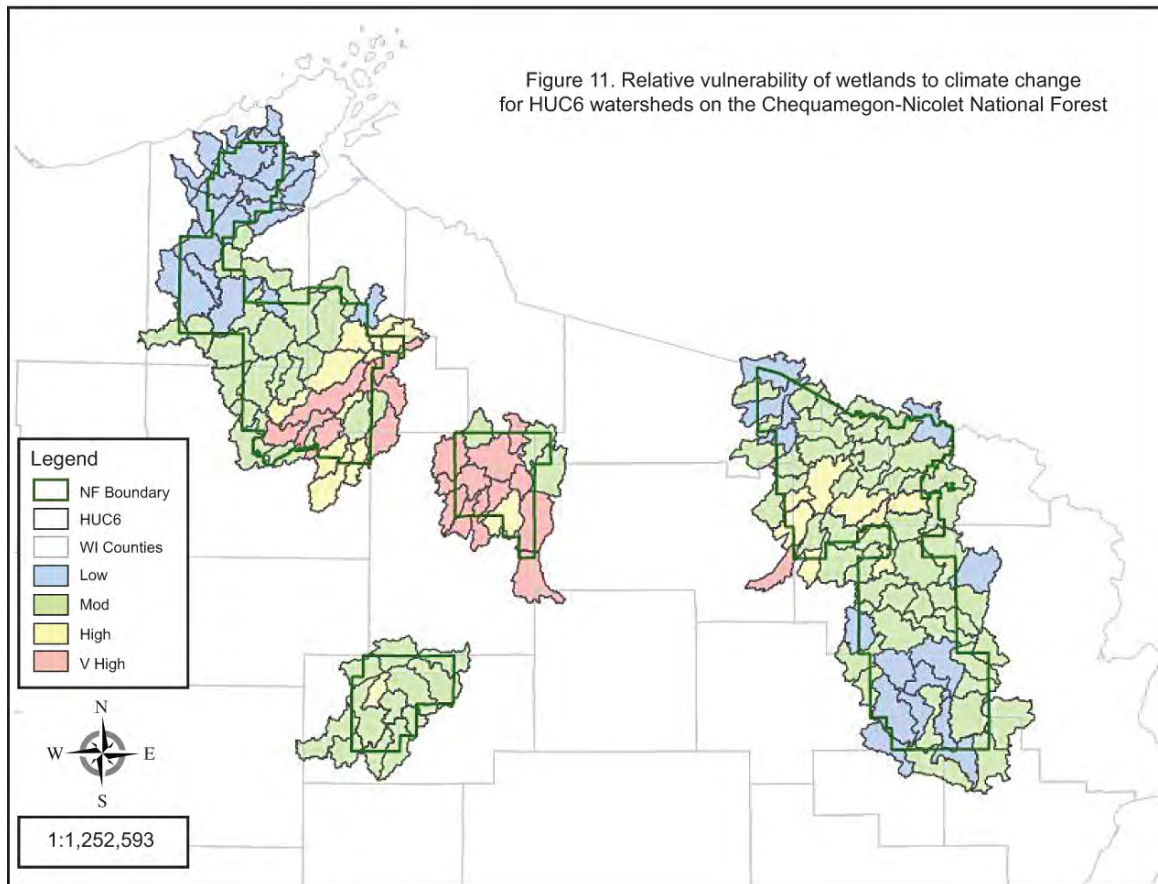 Figure 11. Relative vulnerability of wetlands to climate change
for HUC6 watersheds on the Chequamegon-Nicolet National Forest
Legend
NF Boundary
HUC6
WI Counties
Low
Mod
High
V High
N
W E
S
1:1,252,593